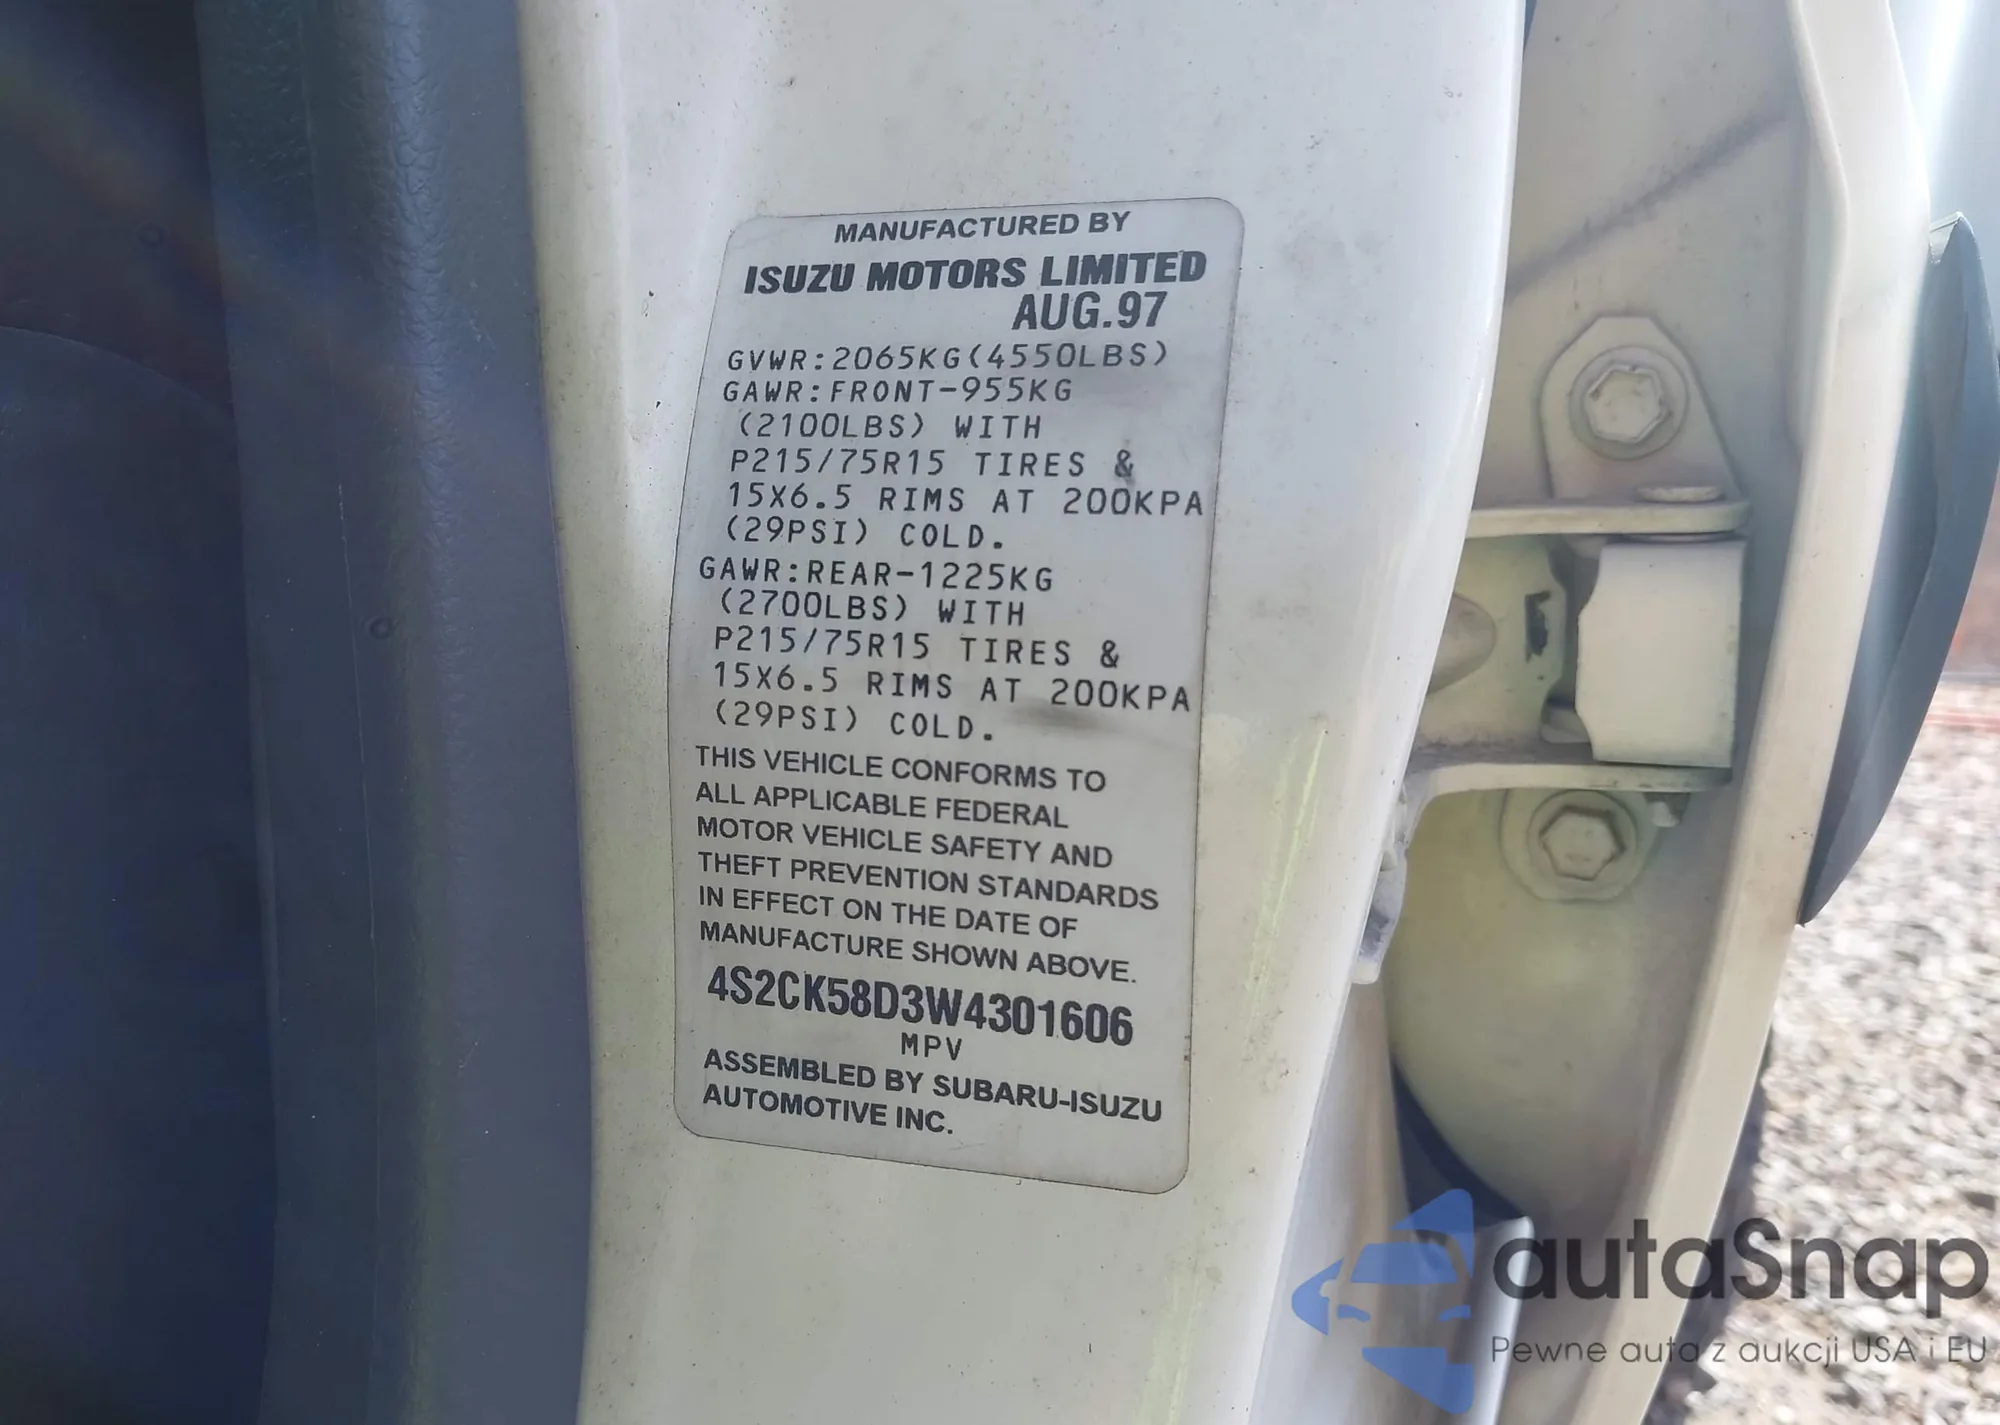 MANUFACTURED BY
ISUZU MOTORS LIMITED
AUG.97
GVWR:2065KG(4550LBS)
GAWR:FRONT-955KG
(2100LBS) WITH
P215/75R15 TIRES &
15X6.5 RIMS AT 200KPA
(29PSI) COLD.
GAWR:REAR-1225KG
(2700LBS) WITH
P215/75R15 TIRES &
15X6.5 RIMS AT 200KPA
(29PSI) COLD.
THIS VEHICLE CONFORMS TO
ALL APPLICABLE FEDERAL
MOTOR VEHICLE SAFETY AND
THEFT PREVENTION STANDARDS
IN EFFECT ON THE DATE OF
MANUFACTURE SHOWN ABOVE.
4S2CK58D3W4301606
MPV
ASSEMBLED BY SUBARU-ISUZU
AUTOMOTIVE INC.
autaSnap
Pewne auta z aukcji USA i EU